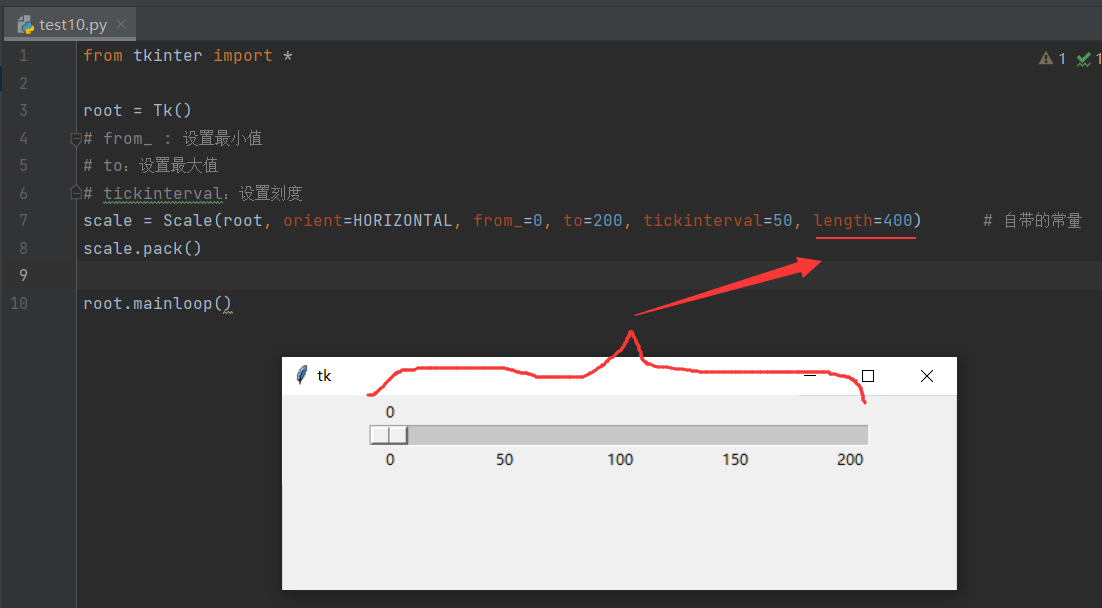 test10.py
1 from tkinter import *
1 1
2
3 root = Tk()
4 # from_ : 设置最小值
5 # to：设置最大值
6 # tickinterval：设置刻度
7 scale = Scale(root, orient=HORIZONTAL, from_=0, to=200, tickinterval=50, length=400) # 自带的常量
8 scale.pack()
9
10 root.mainloop()
tk
0
0 50 100 150 200